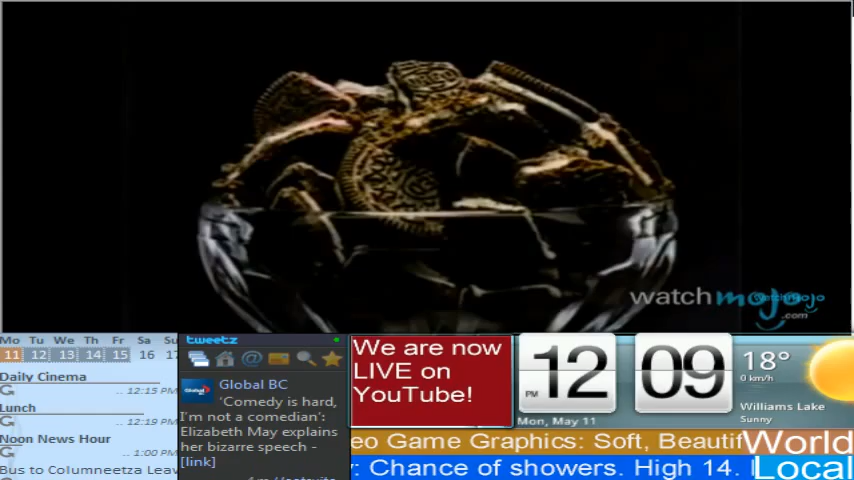 watchmojo
.com
Mo Tu We Th Fr Sa Su
11 12 13 14 15 16 17
Daily Cinema
.. 12:15 PM
Lunch
.. 12:19 PM
Noon News Hour
.. 1:00 PM
Bus to Columneetza Leav
tweetz
Global BC
'Comedy is hard,
I'm not a comedian':
Elizabeth May explains
her bizarre speech -
[link]
We are now
LIVE on
YouTube!
12 09
PM
Mon, May 11
18°
0 km/h
Williams Lake
Sunny
eo Game Graphics: Soft, Beautif World
: Chance of showers. High 14. Local